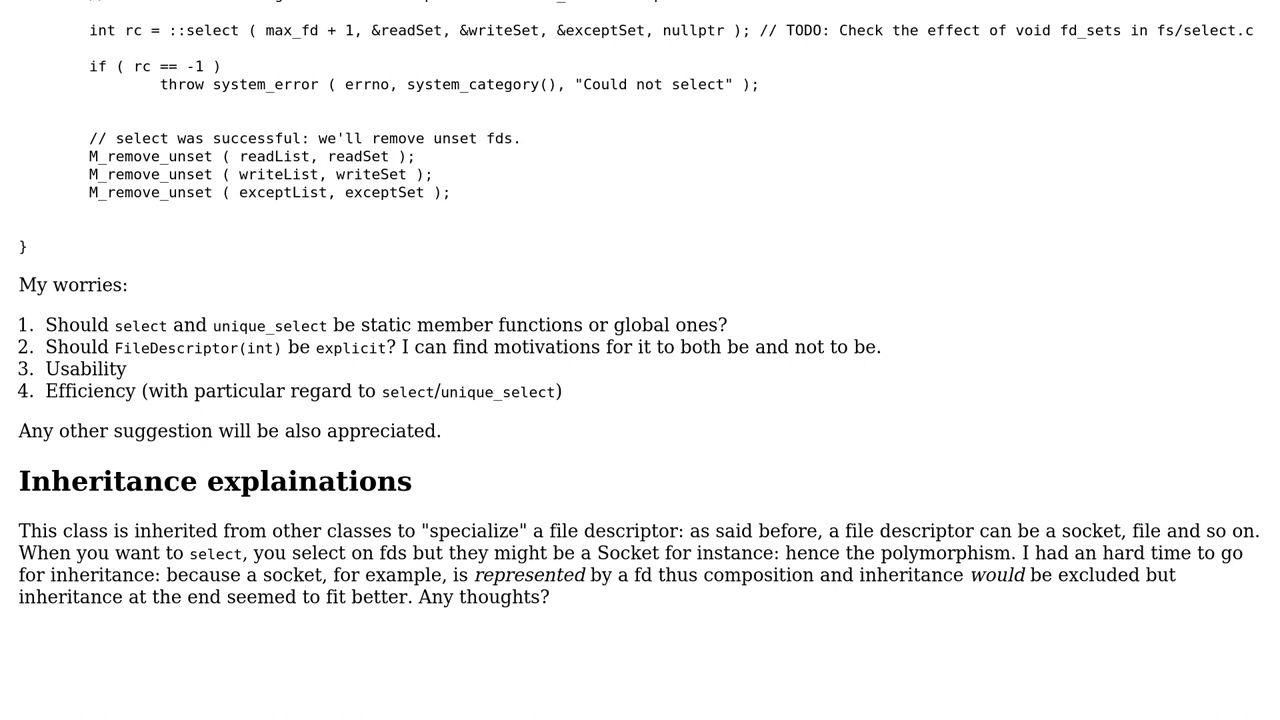 int rc = ::select ( max_fd + 1, &readSet, &writeSet, &exceptSet, nullptr ); // TODO: Check the effect of void fd_sets in fs/select.c
if ( rc == -1 )
throw system_error ( errno, system_category(), "Could not select" );
// select was successful: we'll remove unset fds.
M_remove_unset ( readList, readSet );
M_remove_unset ( writeList, writeSet );
M_remove_unset ( exceptList, exceptSet );
}
My worries:
1. Should select and unique_select be static member functions or global ones?
2. Should FileDescriptor(int) be explicit? I can find motivations for it to both be and not to be.
3. Usability
4. Efficiency (with particular regard to select/unique_select)
Any other suggestion will be also appreciated.
Inheritance explainations
This class is inherited from other classes to "specialize" a file descriptor: as said before, a file descriptor can be a socket, file and so on.
When you want to select, you select on fds but they might be a Socket for instance: hence the polymorphism. I had an hard time to go
for inheritance: because a socket, for example, is represented by a fd thus composition and inheritance would be excluded but
inheritance at the end seemed to fit better. Any thoughts?